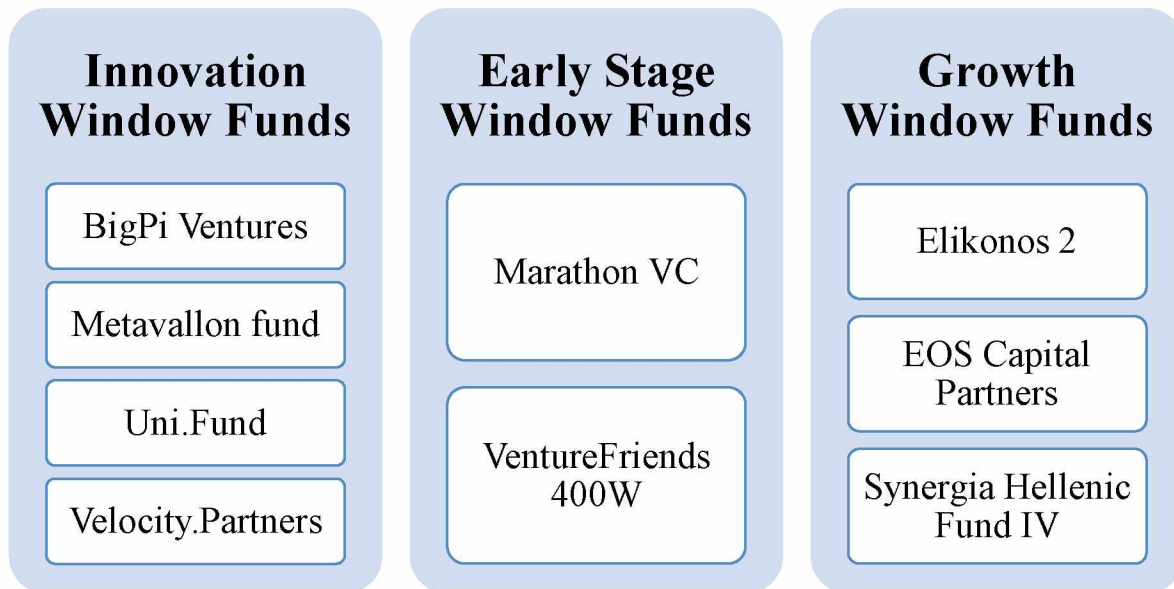 Innovation
Window Funds
BigPi Ventures
Metavallon fund
Uni.Fund
Velocity.Partners
Early Stage
Window Funds
Marathon VC
VentureFriends
400W
Growth
Window Funds
Elikonos 2
EOS Capital
Partners
Synergia Hellenic
Fund IV